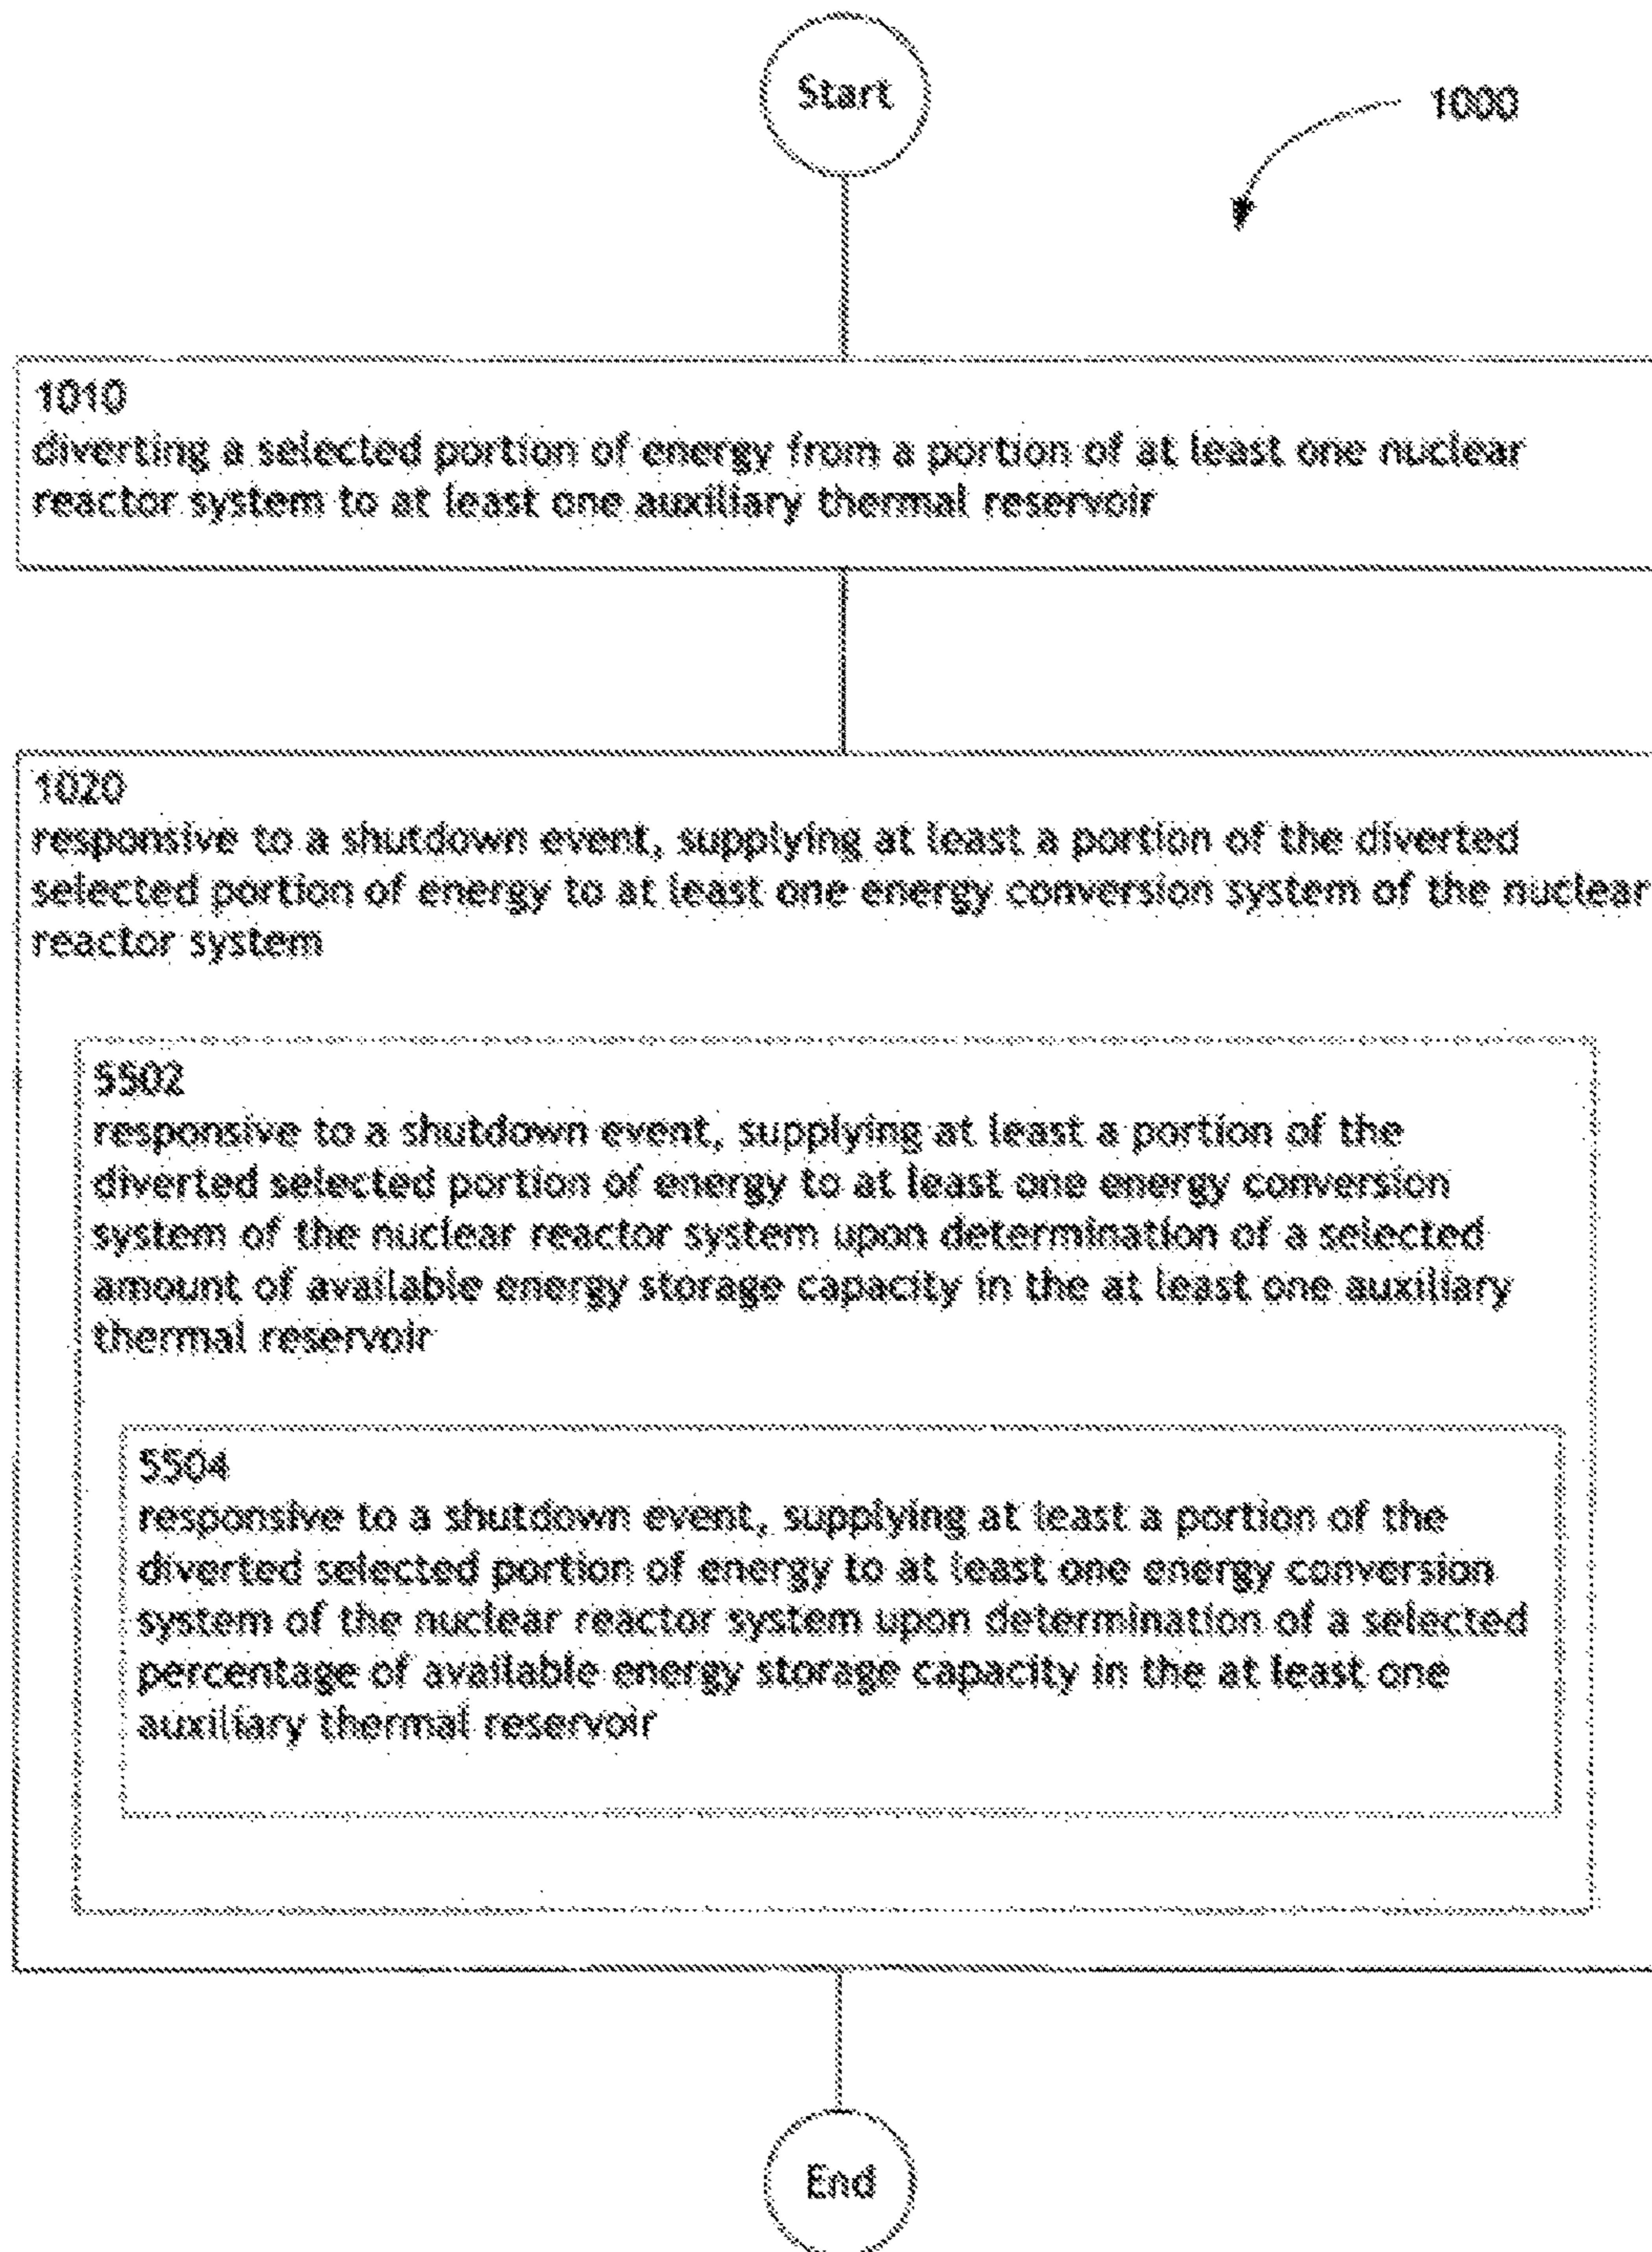 Start
1000
1010
diverting a selected portion of energy from a portion of at least one nuclear
reactor system to at least one auxiliary thermal reservoir
1020
responsive to a shutdown event, supplying at least a portion of the diverted
selected portion of energy to at least one energy conversion system of the nuclear
reactor system
5502
responsive to a shutdown event, supplying at least a portion of the
diverted selected portion of energy to at least one energy conversion
system of the nuclear reactor system upon determination of a selected
amount of available energy storage capacity in the at least one auxiliary
thermal reservoir
5504
responsive to a shutdown event, supplying at least a portion of the
diverted selected portion of energy to at least one energy conversion
system of the nuclear reactor system upon determination of a selected
percentage of available energy storage capacity in the at least one
auxiliary thermal reservoir
End